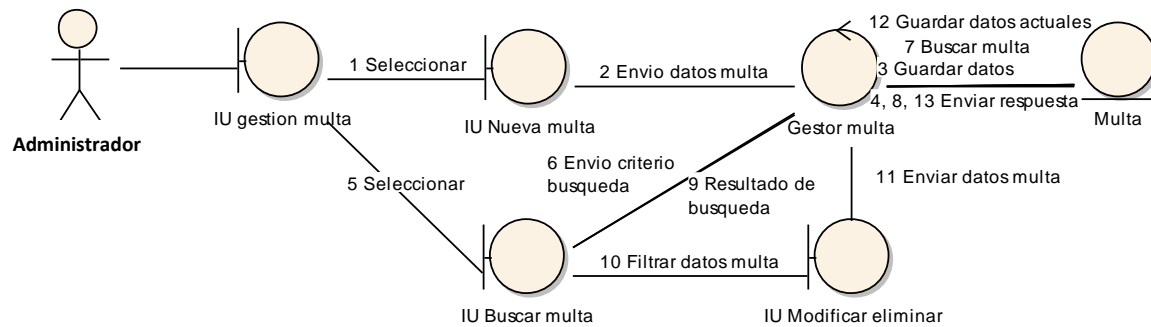 12 Guardar datos actuales
7 Buscar multa
1 Seleccionar
2 Envio datos multa
3 Guardar datos
4, 8, 13 Enviar respuesta
IU gestion multa
IU Nueva multa
Gestor multa
Multa
Administrador
5 Seleccionar
6 Envio criterio
busqueda
9 Resultado de
busqueda
11 Enviar datos multa
10 Filtrar datos multa
IU Buscar multa
IU Modificar eliminar